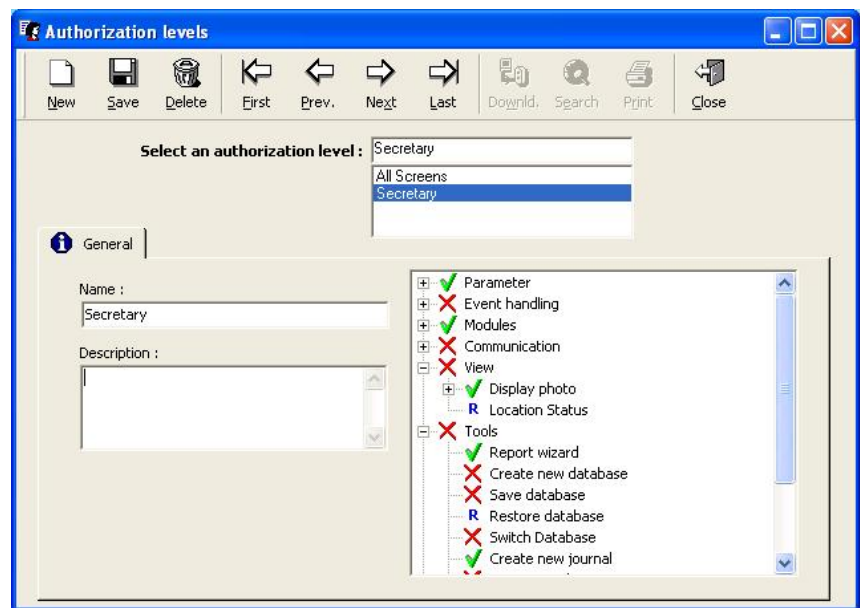 Authorization levels
New Save Delete First Prev. Next Last Downld. Search Print Close
Select an authorization level : Secretary
All Screens
Secretary
General
Name :
Secretary
Description :
Parameter
Event handling
Modules
Communication
View
Display photo
R Location Status
Tools
Report wizard
Create new database
Save database
R Restore database
Switch Database
Create new journal